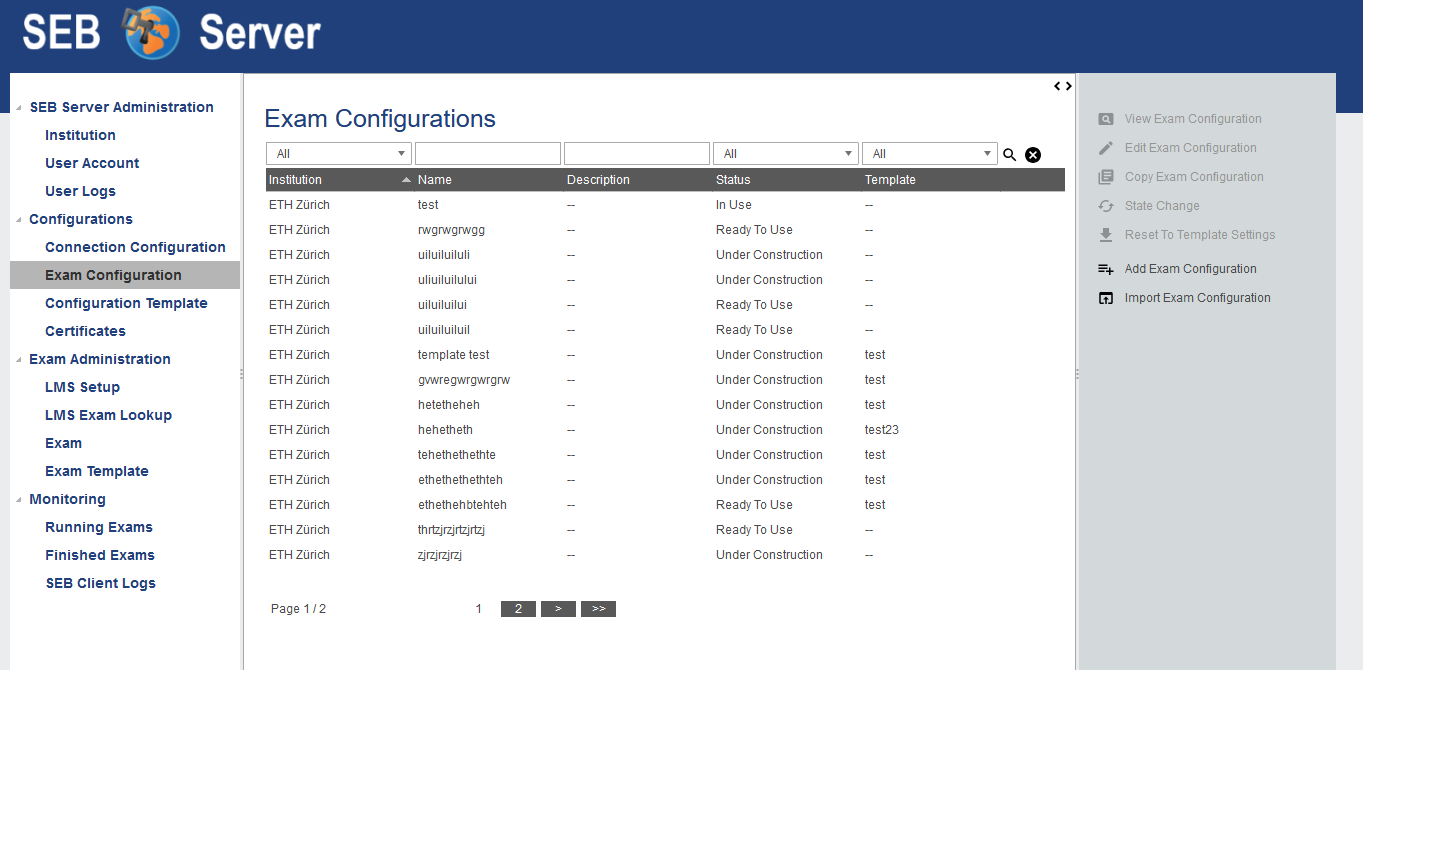 SEB Server
SEB Server Administration
Institution
User Account
User Logs
Configurations
Connection Configuration
Exam Configuration
Configuration Template
Certificates
Exam Administration
LMS Setup
LMS Exam Lookup
Exam
Exam Template
Monitoring
Running Exams
Finished Exams
SEB Client Logs
Exam Configurations
All All All
Institution Name Description Status Template
ETH Zürich test -- In Use --
ETH Zürich rwgrwgrwgg -- Ready To Use --
ETH Zürich uiluiluiluli -- Under Construction --
ETH Zürich uliuiluilului -- Under Construction --
ETH Zürich uiluiluilui -- Ready To Use --
ETH Zürich uiluiluiluil -- Ready To Use --
ETH Zürich template test -- Under Construction test
ETH Zürich gvwregwrgwrgrw -- Under Construction test
ETH Zürich hetetheheh -- Under Construction test
ETH Zürich hehetheth -- Under Construction test23
ETH Zürich tehethethethte -- Under Construction test
ETH Zürich ethethethethteh -- Under Construction test
ETH Zürich ethethehbtehteh -- Ready To Use test
ETH Zürich thrtzjrzjrtzjrtzj -- Ready To Use --
ETH Zürich zjrzjrzjrzj -- Under Construction --
Page 1 / 2 1 2 > >>
View Exam Configuration
Edit Exam Configuration
Copy Exam Configuration
State Change
Reset To Template Settings
Add Exam Configuration
Import Exam Configuration